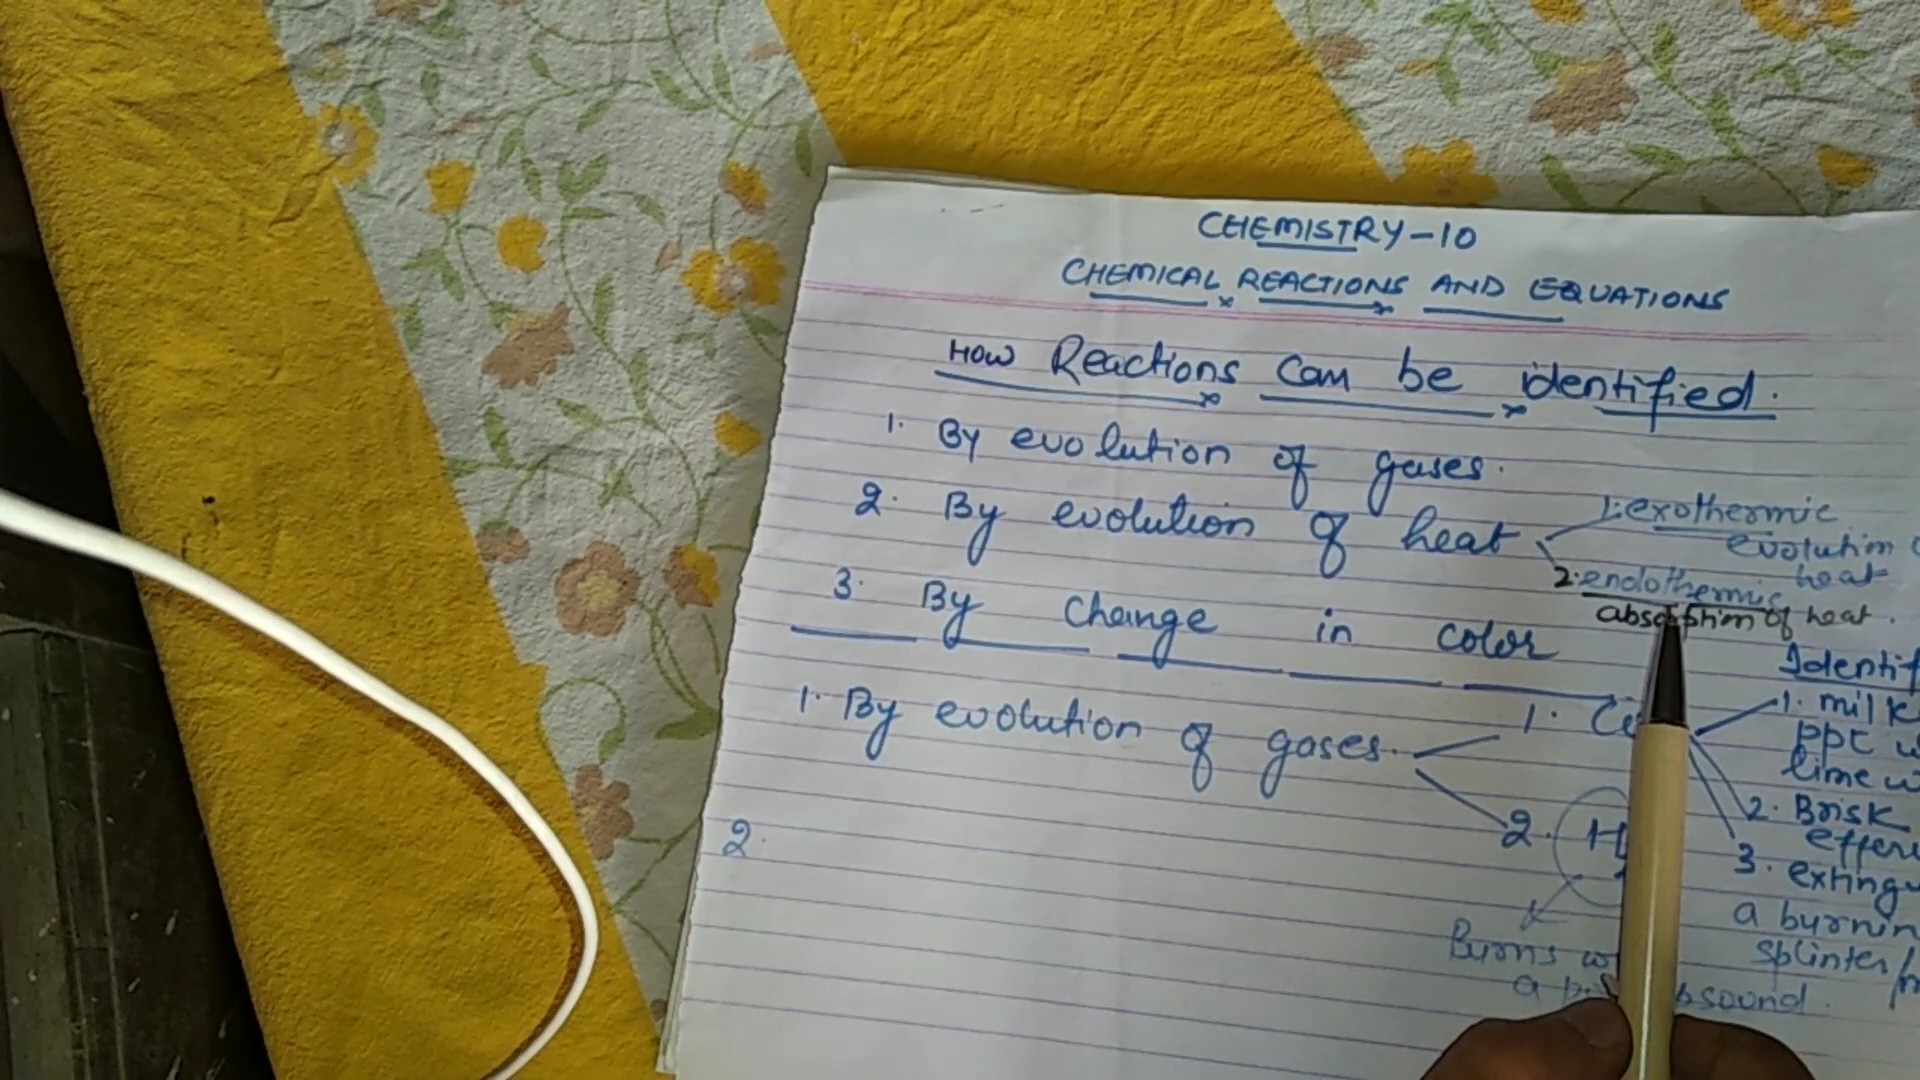 CHEMISTRY-10
CHEMICAL REACTIONS AND EQUATIONS
HOW Reactions Can be identified.
1. By evolution of gases.
2. By evolution of heat
1. exothermic
evolution
heat
2. endothermic
absorption of heat.
3. By Change in color
1. By evolution of gases.
1.
2. H
Identif
1. milk
ppt w
lime w
2. Brisk
effer
3. exting
a burnin
splinter/
Burns w
a sound.
2.